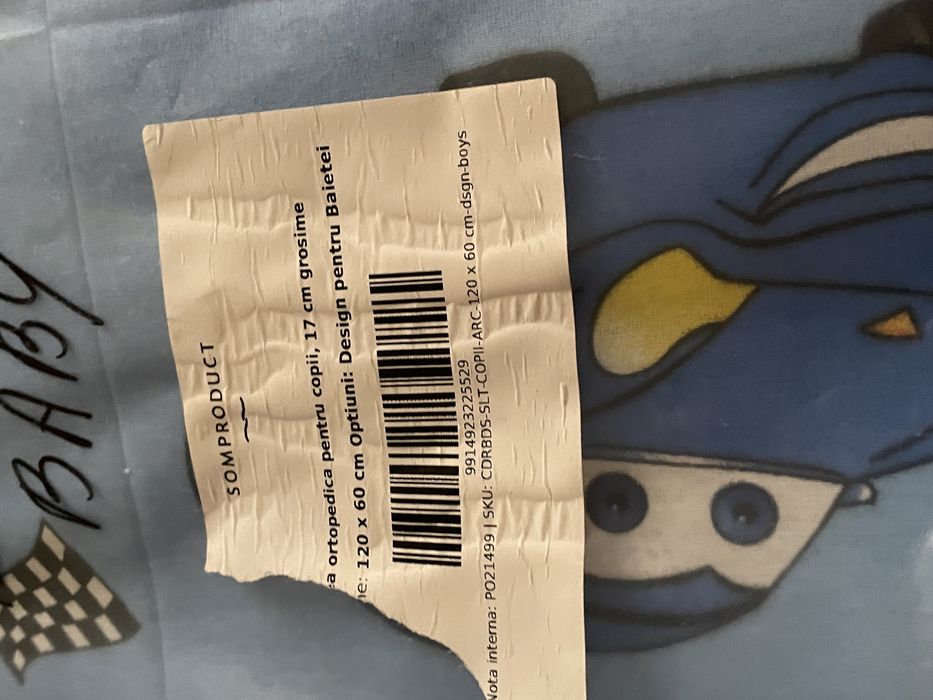 BABY
SOMPRODUCT
ea ortopedica pentru copii, 17 cm grosime
ne: 120 x 60 cm Optiuni: Design pentru Baietei
9914923225529
Nota interna: PO21499 | SKU: CDRBDS-SLT-COPII-ARC-120 x 60 cm-dsgn-boys